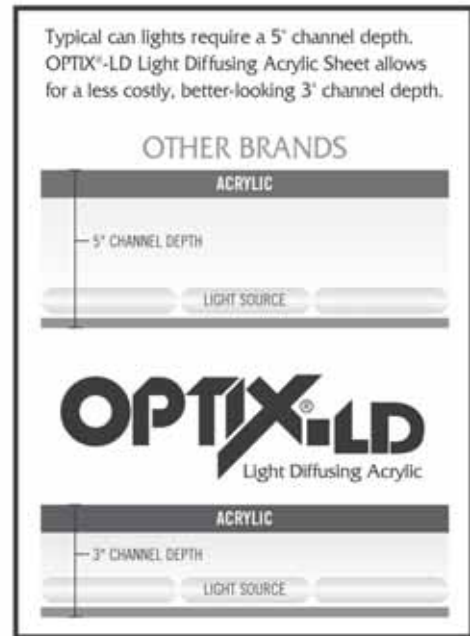 Typical can lights require a 5" channel depth.
OPTIX®-LD Light Diffusing Acrylic Sheet allows
for a less costly, better-looking 3" channel depth.
OTHER BRANDS
ACRYLIC
5" CHANNEL DEPTH
LIGHT SOURCE
OPTIX®-LD
Light Diffusing Acrylic
ACRYLIC
3" CHANNEL DEPTH
LIGHT SOURCE